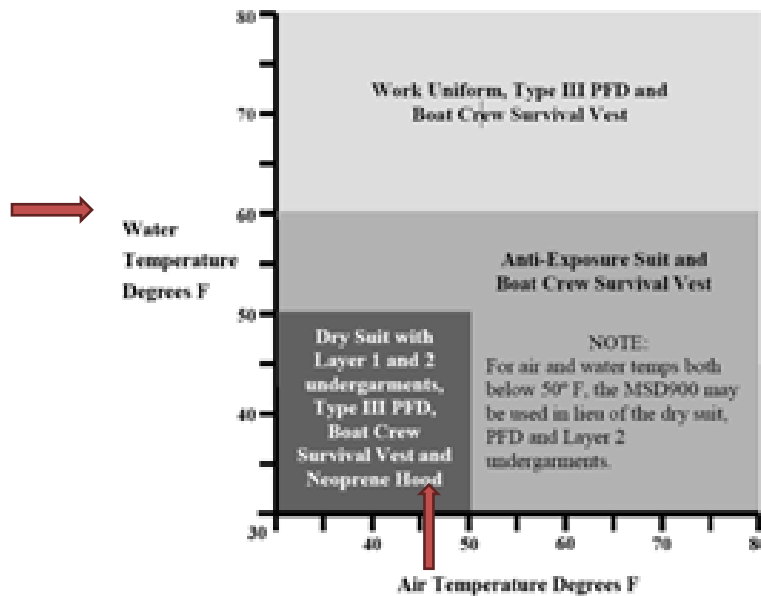 80
Work Uniform, Type III PFD and
Boat Crew Survival Vest
70
60
Water
Temperature
Degrees F
Anti-Exposure Suit and
Boat Crew Survival Vest
50
Dry Suit with
Layer 1 and 2
undergarments,
Type III PFD,
Boat Crew
Survival Vest and
Neoprene Hood
NOTE:
For air and water temps both
below 50º F, the MSD900 may
be used in lieu of the dry suit,
PFD and Layer 2
undergarments.
40
30
40 50 60 70
Air Temperature Degrees F